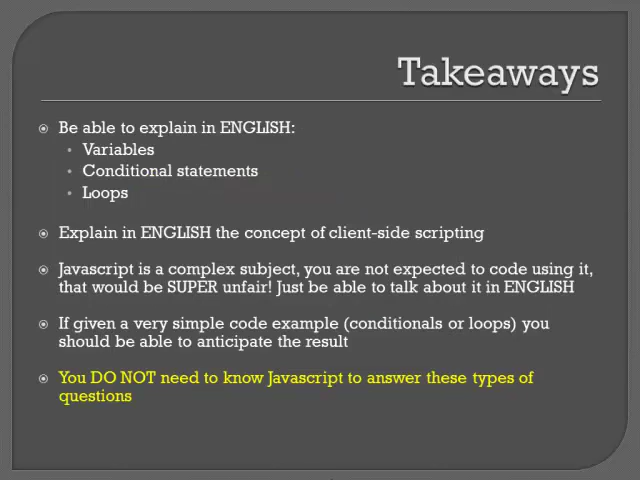 Takeaways
Be able to explain in ENGLISH:
Variables
Conditional statements
Loops
Explain in ENGLISH the concept of client-side scripting
Javascript is a complex subject, you are not expected to code using it,
that would be SUPER unfair! Just be able to talk about it in ENGLISH
If given a very simple code example (conditionals or loops) you
should be able to anticipate the result
You DO NOT need to know Javascript to answer these types of
questions